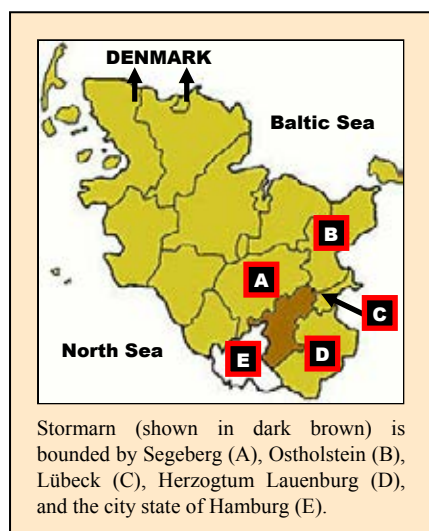 DENMARK
Baltic Sea
B
A
C
North Sea
E
D
Stormarn (shown in dark brown) is
bounded by Segeberg (A), Ostholstein (B),
Lübeck (C), Herzogtum Lauenburg (D),
and the city state of Hamburg (E).